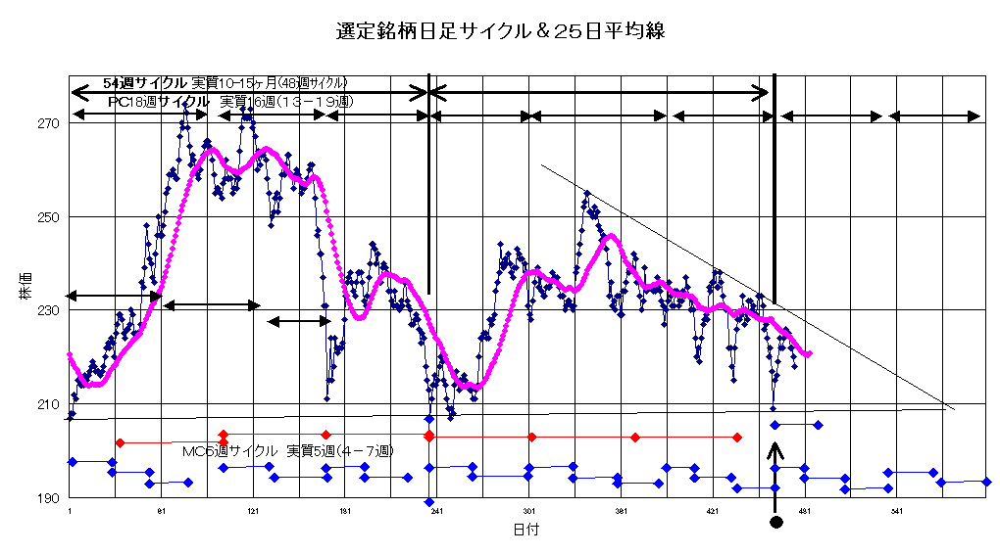 選定銘柄日足サイクル＆２５日平均線
54週サイクル 実質10-15ヶ月(48週サイクル)
PC18週サイクル 実質16週(１３－１９週)
270
250
230
210
190
株価
MC6週サイクル 実質5週(４－７週)
1 61 121 181 241 301 361 421 481 541
日付